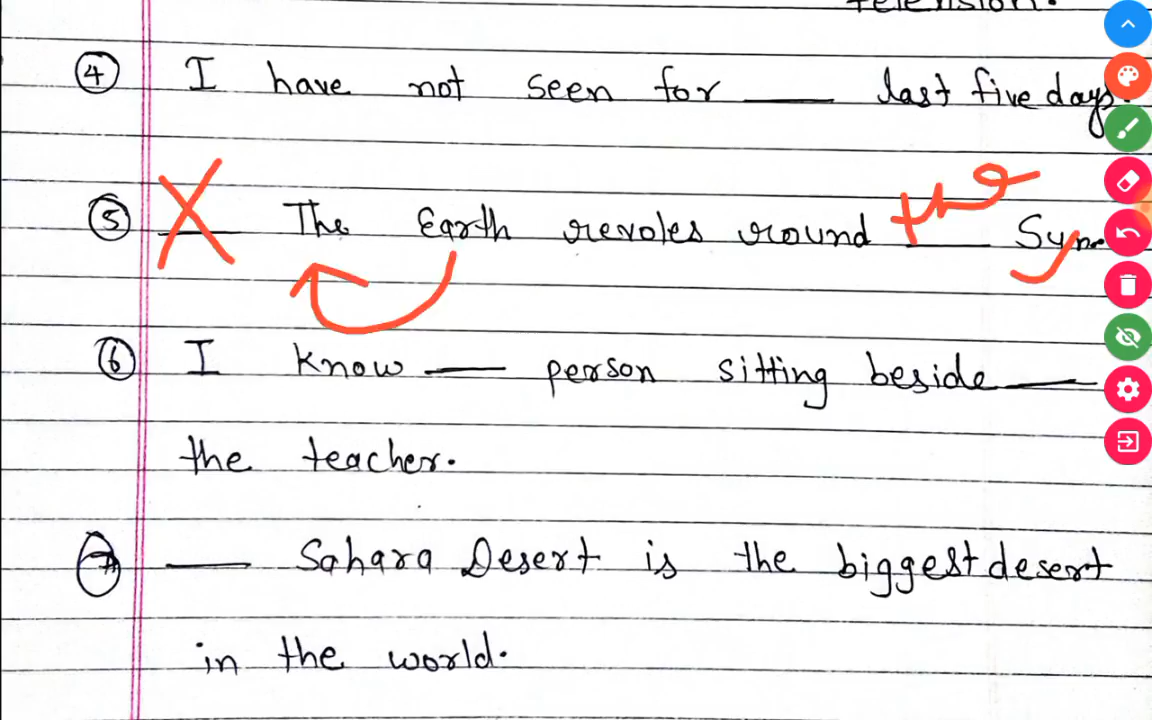 ④ I have not seen for ___ last five days.
the
⑤ ___ The Earth revoles round ___
⑥ I know ___ person sitting beside ___
the teacher.
⑦ ___ Sahara Desert is the biggest desert
in the world.